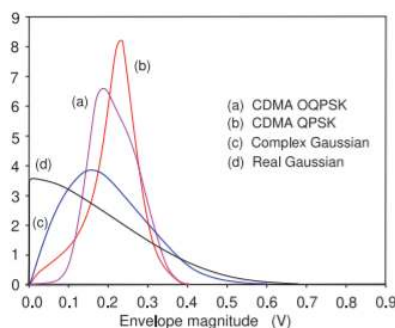 9
8
7
6
5
4
3
2
1
0
(a)
(b)
(c)
(d)
(a) CDMA OQPSK
(b) CDMA QPSK
(c) Complex Gaussian
(d) Real Gaussian
0.0 0.1 0.2 0.3 0.4 0.5 0.6 0.7 0.8 0.9
Envelope magnitude (V)